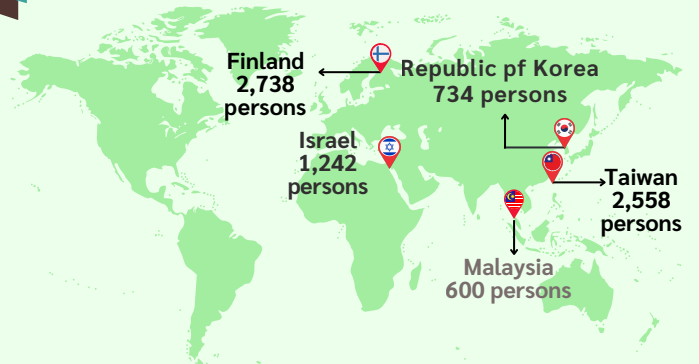 Finland
2,738
persons
Republic pf Korea
734 persons
Israel
1,242
persons
Taiwan
2,558
persons
Malaysia
600 persons